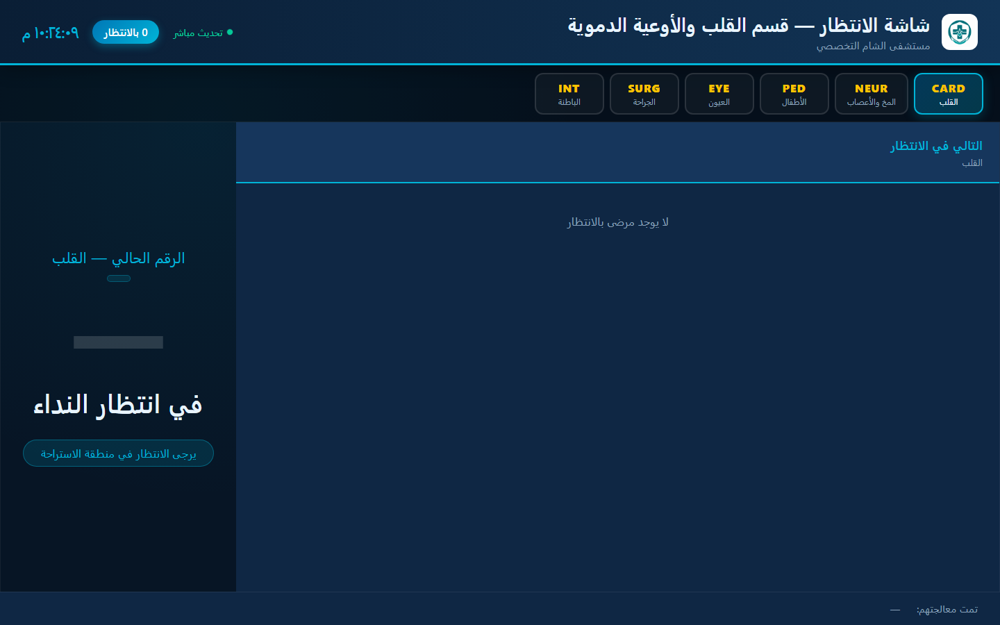 شاشة الانتظار — قسم القلب والأوعية الدموية
مستشفى الشام التخصصي
تحديث مباشر
0 بالانتظار
١٠:٣٤:٠٩ م
CARD
القلب
NEUR
المخ والأعصاب
PED
الأطفال
EYE
العيون
SURG
الجراحة
INT
الباطنة
التالي في الانتظار
القلب
لا يوجد مرضى بالانتظار
الرقم الحالي — القلب
في انتظار النداء
يرجى الانتظار في منطقة الاستراحة
تمت معالجتهم: —